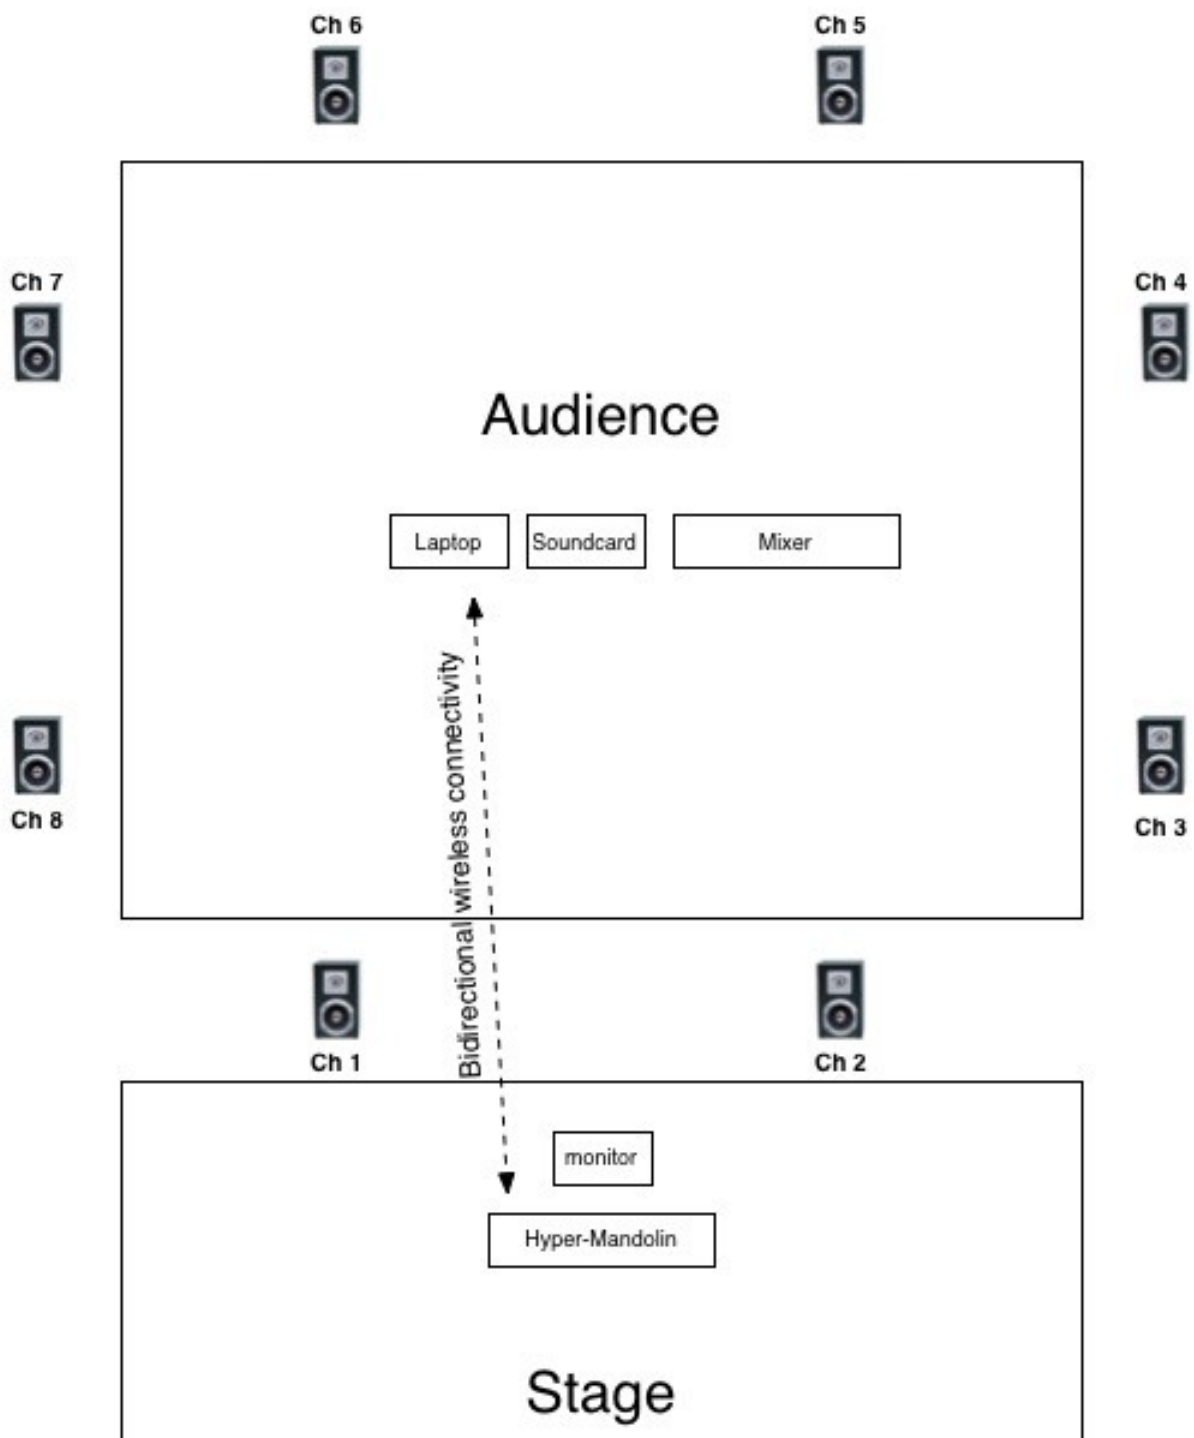 Ch 6
Ch 5
Ch 7
Ch 4
Audience
Laptop
Soundcard
Mixer
Bidirectional wireless connectivity
Ch 8
Ch 3
Ch 1
Ch 2
monitor
Hyper-Mandolin
Stage